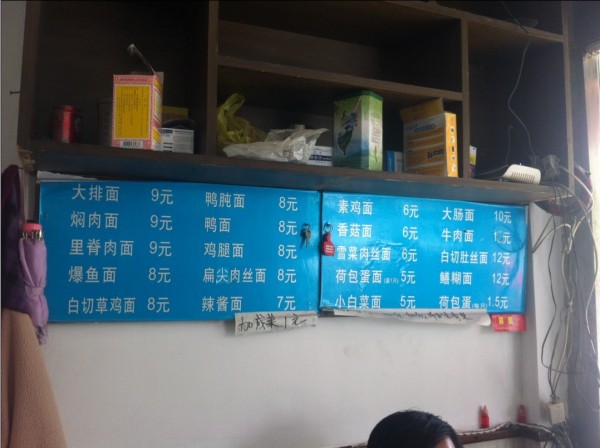 大排面 9元 鸭肫面 8元
焖肉面 9元 鸭面 8元
里脊肉面 9元 鸡腿面 8元
爆鱼面 8元 扁尖肉丝面 8元
白切草鸡面 8元 辣酱面 7元
素鸡面 6元 大肠面 10元
香菇面 6元 牛肉面
雪菜肉丝面 6元 白切肚丝面 12元
荷包蛋面 5元 鳝糊面 12元
小白菜面 5元 荷包蛋(每只) 1.5元
加咸菜1元